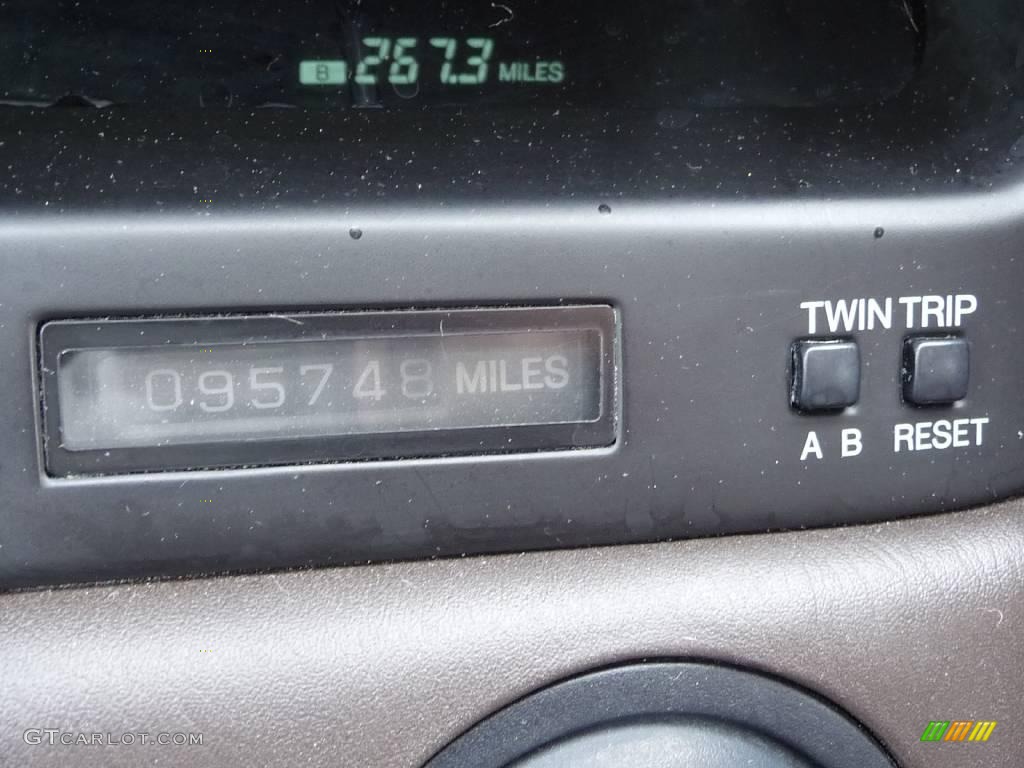 B 267.3 MILES
095748 MILES
TWIN TRIP
A B RESET
GTCARLOT.COM